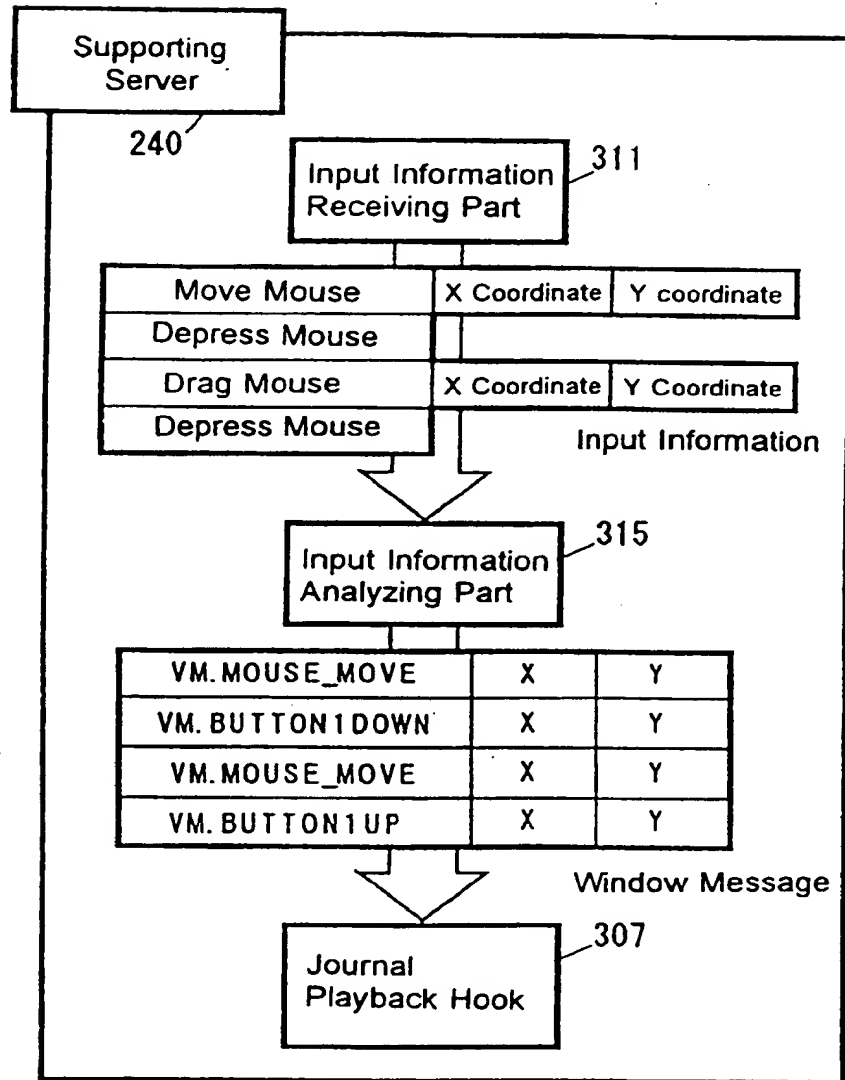 Supporting
Server
240
Input Information
Receiving Part
311
Move Mouse X Coordinate Y coordinate
Depress Mouse
Drag Mouse X Coordinate Y Coordinate
Depress Mouse
Input Information
Input Information
Analyzing Part
315
VM.MOUSE_MOVE X Y
VM.BUTTON1DOWN X Y
VM.MOUSE_MOVE X Y
VM.BUTTON1UP X Y
Window Message
Journal
Playback Hook
307